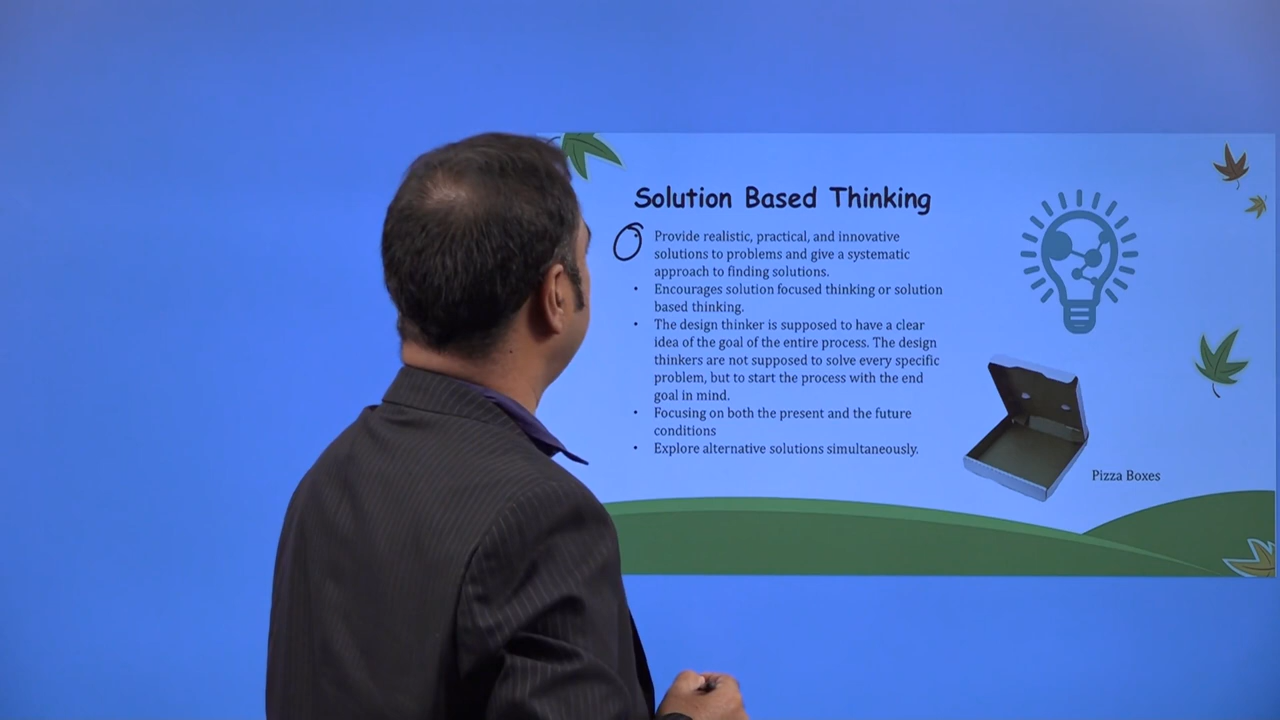 Solution Based Thinking
Provide realistic, practical, and innovative
solutions to problems and give a systematic
approach to finding solutions.
• Encourages solution focused thinking or solution
based thinking.
• The design thinker is supposed to have a clear
idea of the goal of the entire process. The design
thinkers are not supposed to solve every specific
problem, but to start the process with the end
goal in mind.
• Focusing on both the present and the future
conditions
• Explore alternative solutions simultaneously.
Pizza Boxes